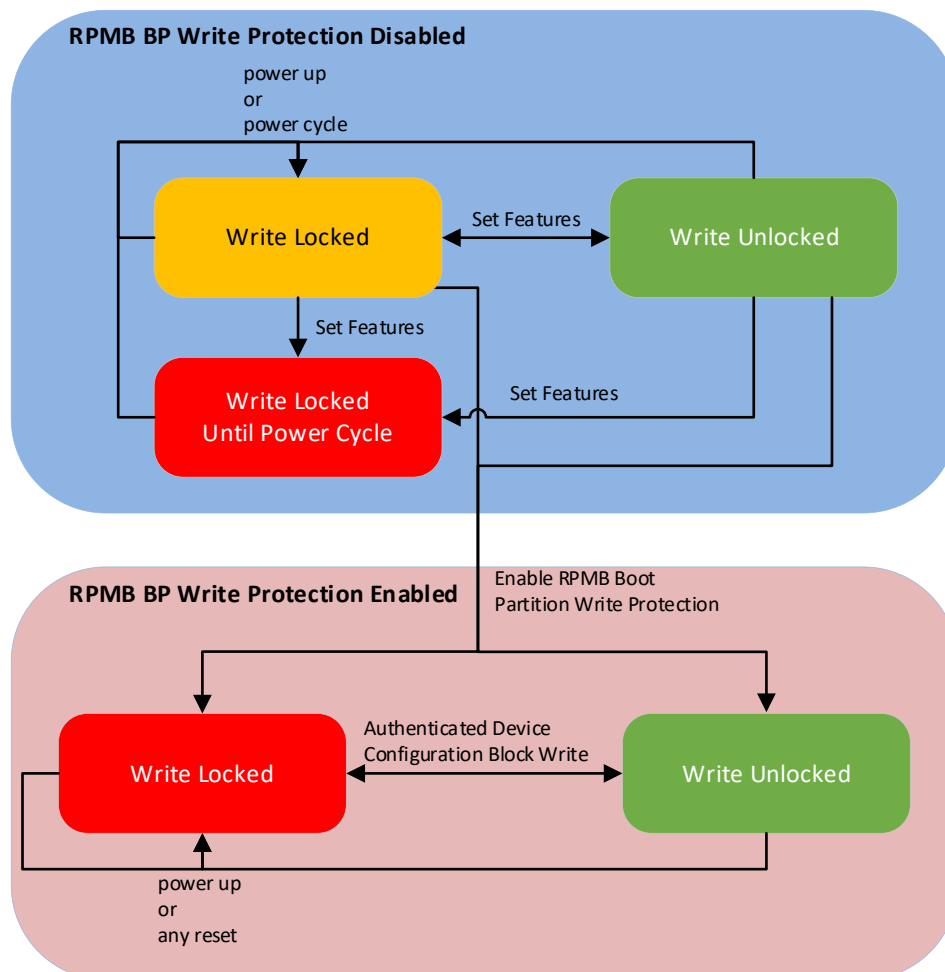 RPMB BP Write Protection Disabled
power up
or
power cycle
Write Locked
Set Features
Write Unlocked
Set Features
Write Locked
Until Power Cycle
Set Features
Enable RPMB Boot
Partition Write Protection
RPMB BP Write Protection Enabled
Authenticated Device
Configuration Block Write
Write Locked
Write Unlocked
power up
or
any reset